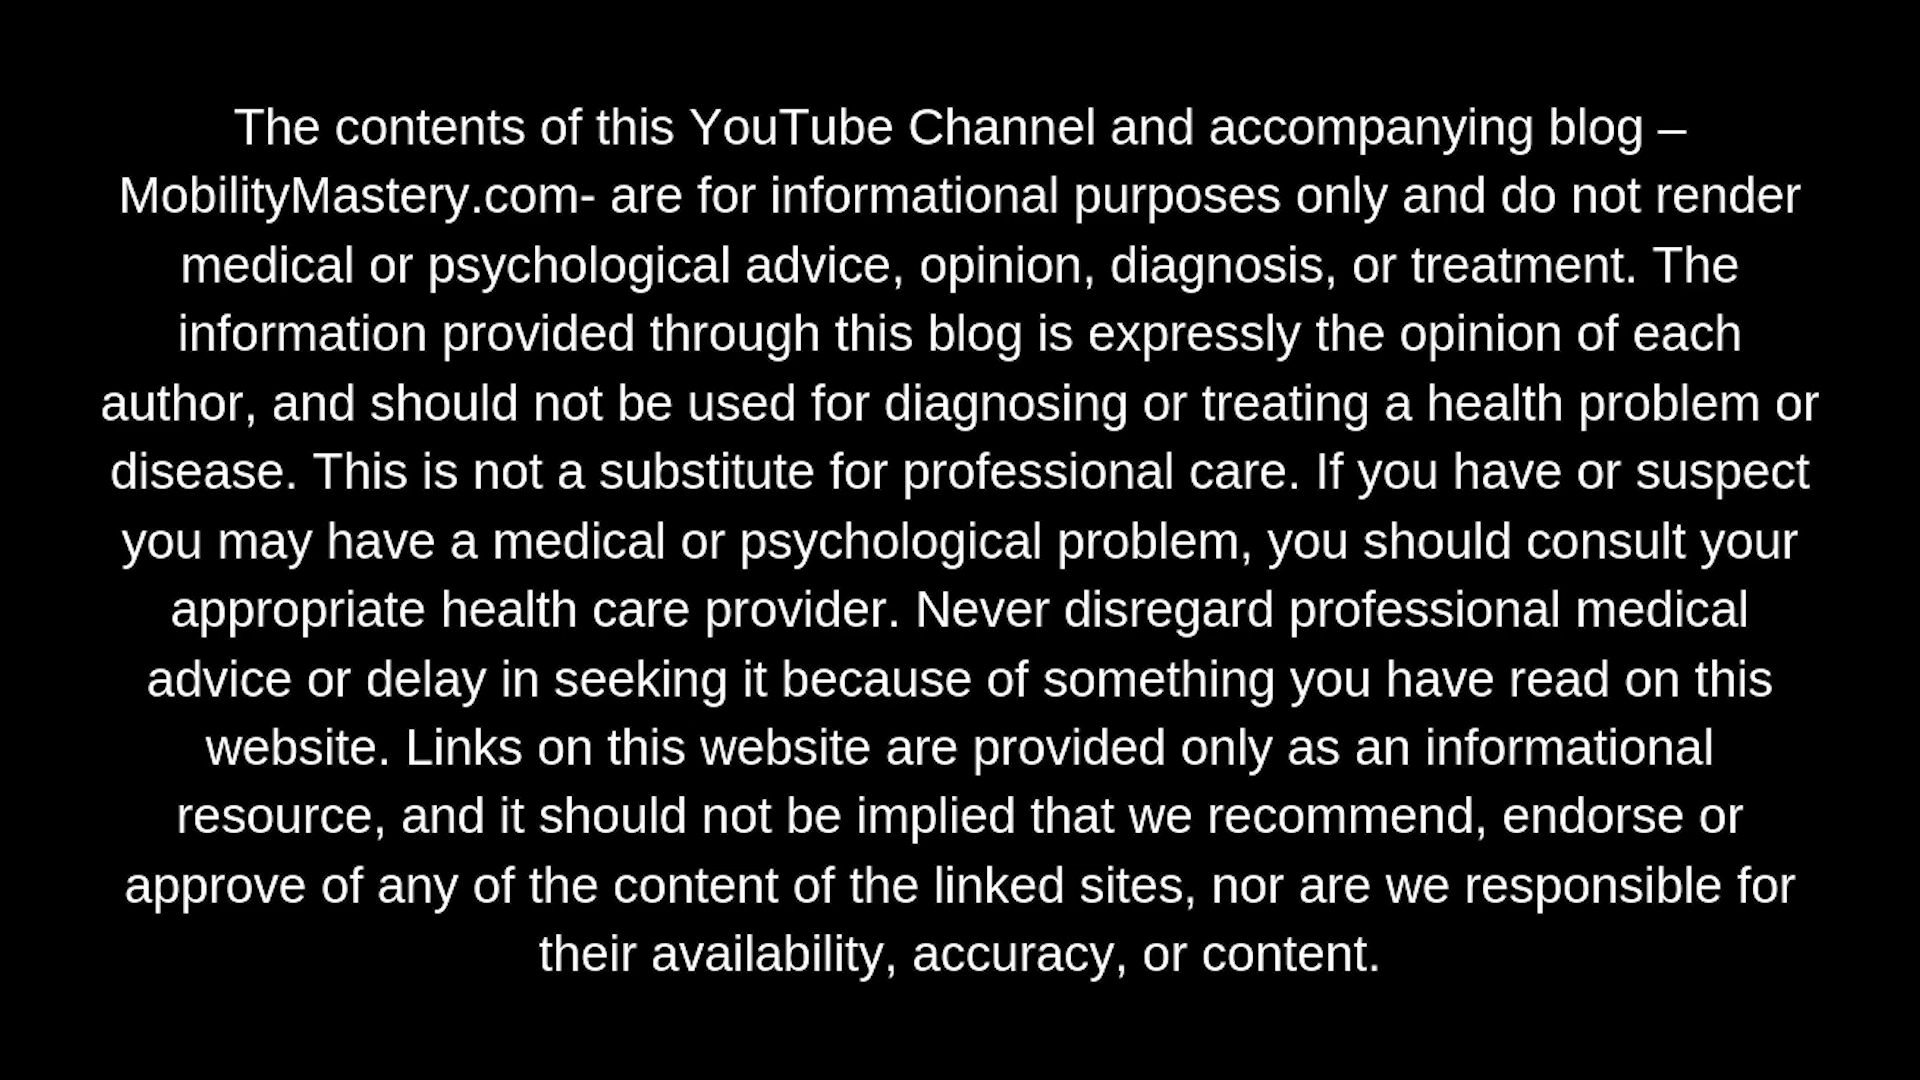 The contents of this YouTube Channel and accompanying blog –
MobilityMastery.com- are for informational purposes only and do not render
medical or psychological advice, opinion, diagnosis, or treatment. The
information provided through this blog is expressly the opinion of each
author, and should not be used for diagnosing or treating a health problem or
disease. This is not a substitute for professional care. If you have or suspect
you may have a medical or psychological problem, you should consult your
appropriate health care provider. Never disregard professional medical
advice or delay in seeking it because of something you have read on this
website. Links on this website are provided only as an informational
resource, and it should not be implied that we recommend, endorse or
approve of any of the content of the linked sites, nor are we responsible for
their availability, accuracy, or content.